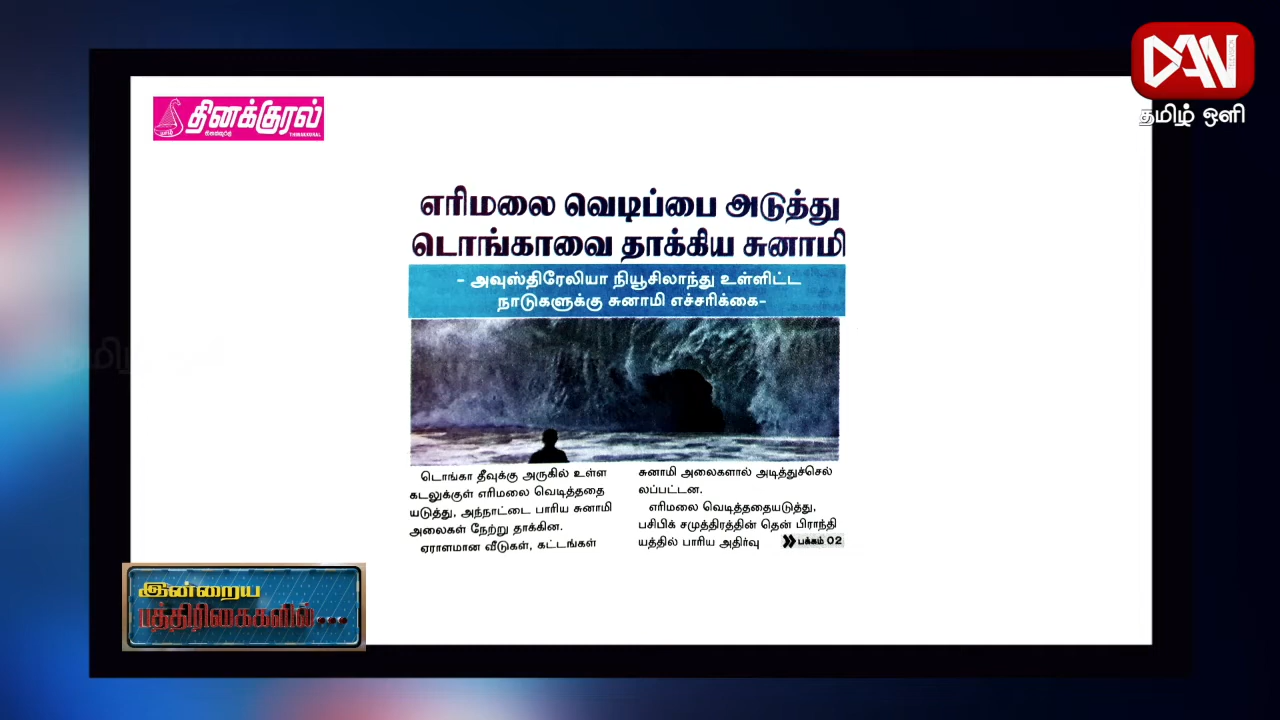 DAN
தமிழ் ஒளி
தினக்குரல்
THINAKKURAL
எரிமலை வெடிப்பை அடுத்து
டொங்காவை தாக்கிய சுனாமி
- அவுஸ்திரேலியா நியூசிலாந்து உள்ளிட்ட
நாடுகளுக்கு சுனாமி எச்சரிக்கை-
டொங்கா தீவுக்கு அருகில் உள்ள
கடலுக்குள் எரிமலை வெடித்ததை
யடுத்து, அந்நாட்டை பாரிய சுனாமி
அலைகள் நேற்று தாக்கின.
ஏராளமான வீடுகள், கட்டங்கள்
சுனாமி அலைகளால் அடித்துச்செல்
லப்பட்டன.
எரிமலை வெடித்ததையடுத்து,
பசிபிக் சமுத்திரத்தின் தென் பிராந்தி
யத்தில் பாரிய அதிர்வு
பக்கம் 02
இன்றைய
பத்திரிகைகளில்...